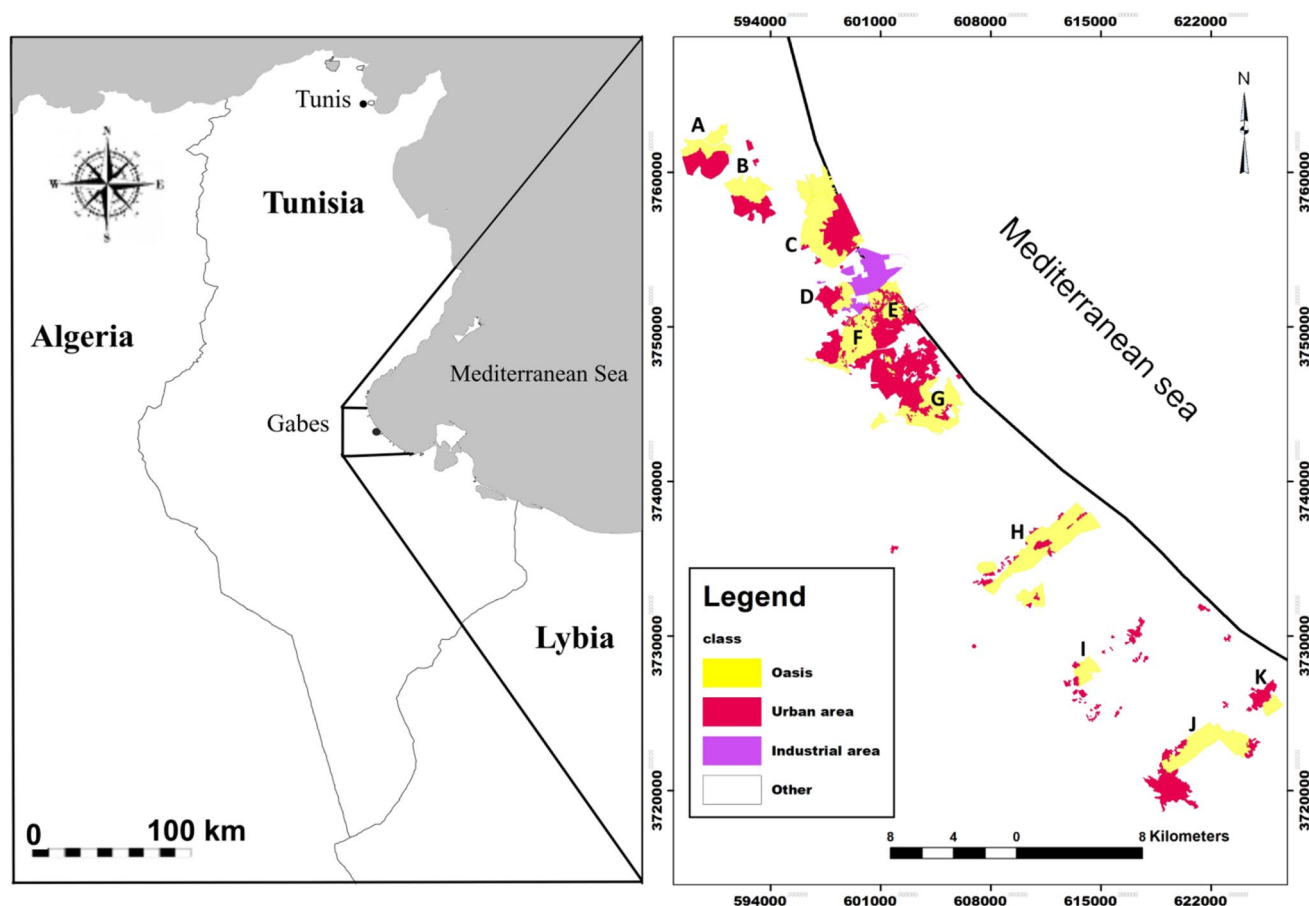 Tunis
N
W
E
S
Tunisia
Algeria
Mediterranean Sea
Gabes
Lybia
0 100 km
594000 601000 608000 615000 622000
N
A
B
C
D
E
F
G
H
I
J
K
Mediterranean sea
3760000
3750000
3740000
3730000
3720000
3760000
3750000
3740000
3730000
3720000
Legend
class
Oasis
Urban area
Industrial area
Other
8 4 0 8 Kilometers
594000 601000 608000 615000 622000